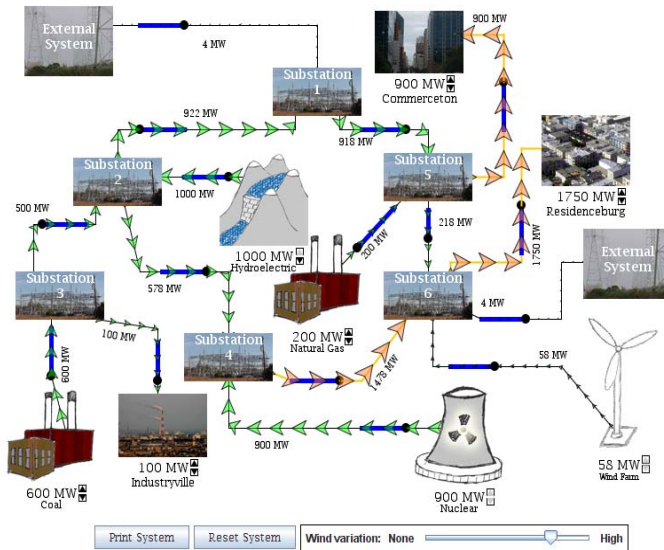 External
System
4 MW
900 MW
Commerceton
900 MW
Substation
1
922 MW
918 MW
Substation
2
1000 MW
Substation
5
1750 MW
Residenceburg
500 MW
218 MW
200 MW
1750 MW
External
System
1000 MW
Hydroelectric
578 MW
Substation
3
Substation
6
4 MW
100 MW
200 MW
Natural Gas
Substation
4
1478 MW
58 MW
600 MW
900 MW
100 MW
Industryville
600 MW
Coal
900 MW
Nuclear
58 MW
Wind Farm
Print System
Reset System
Wind variation: None
High